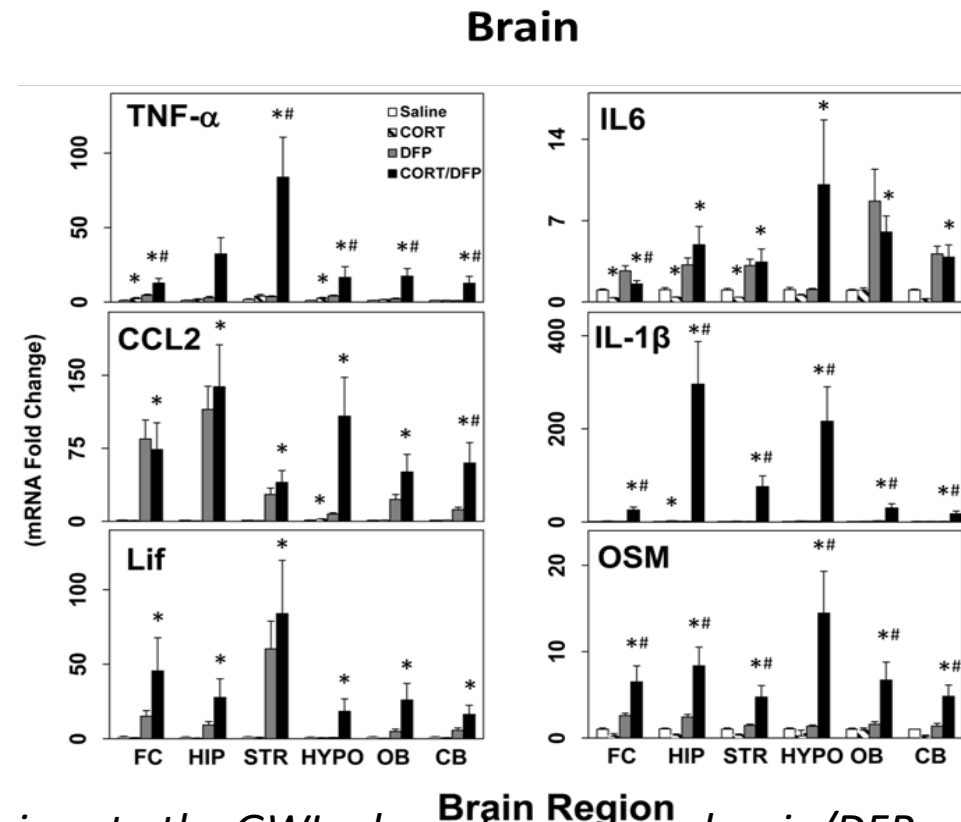 Brain
TNF-α
*#
Saline
CORT
DFP
CORT/DFP
100
50
0
* *# *# * *# *# *#
IL6
*
14
7
0
* *# * * * * * *
(mRNA Fold Change)
CCL2
*
150
75
0
* * * * * *#
IL-1β
*#
400
200
0
*# * *# *# *# *#
Lif
*
100
50
0
* * * * *
OSM
*#
20
10
0
*# *# *# *# *#
FC HIP STR HYPO OB CB
FC HIP STR HYPO OB CB
Brain Region